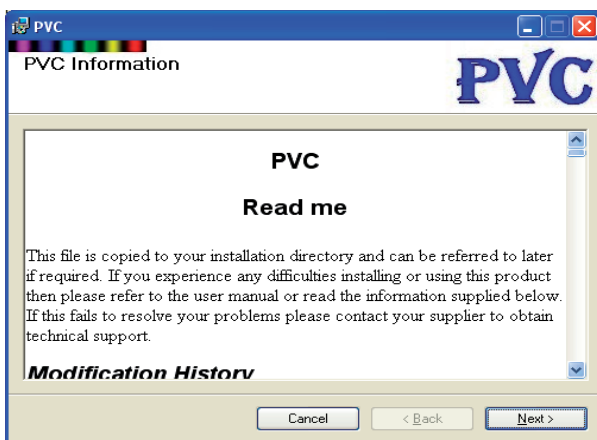 PVC
PVC Information
PVC
PVC
Read me
This file is copied to your installation directory and can be referred to later
if required. If you experience any difficulties installing or using this product
then please refer to the user manual or read the information supplied below.
If this fails to resolve your problems please contact your supplier to obtain
technical support.
Modification History
Cancel
< Back
Next >